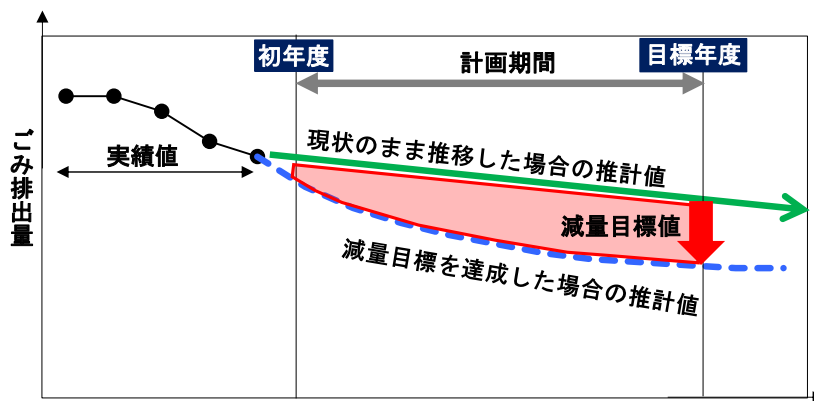 初年度
目標年度
計画期間
ごみ排出量
実績値
現状のまま推移した場合の推計値
減量目標値
減量目標を達成した場合の推計値